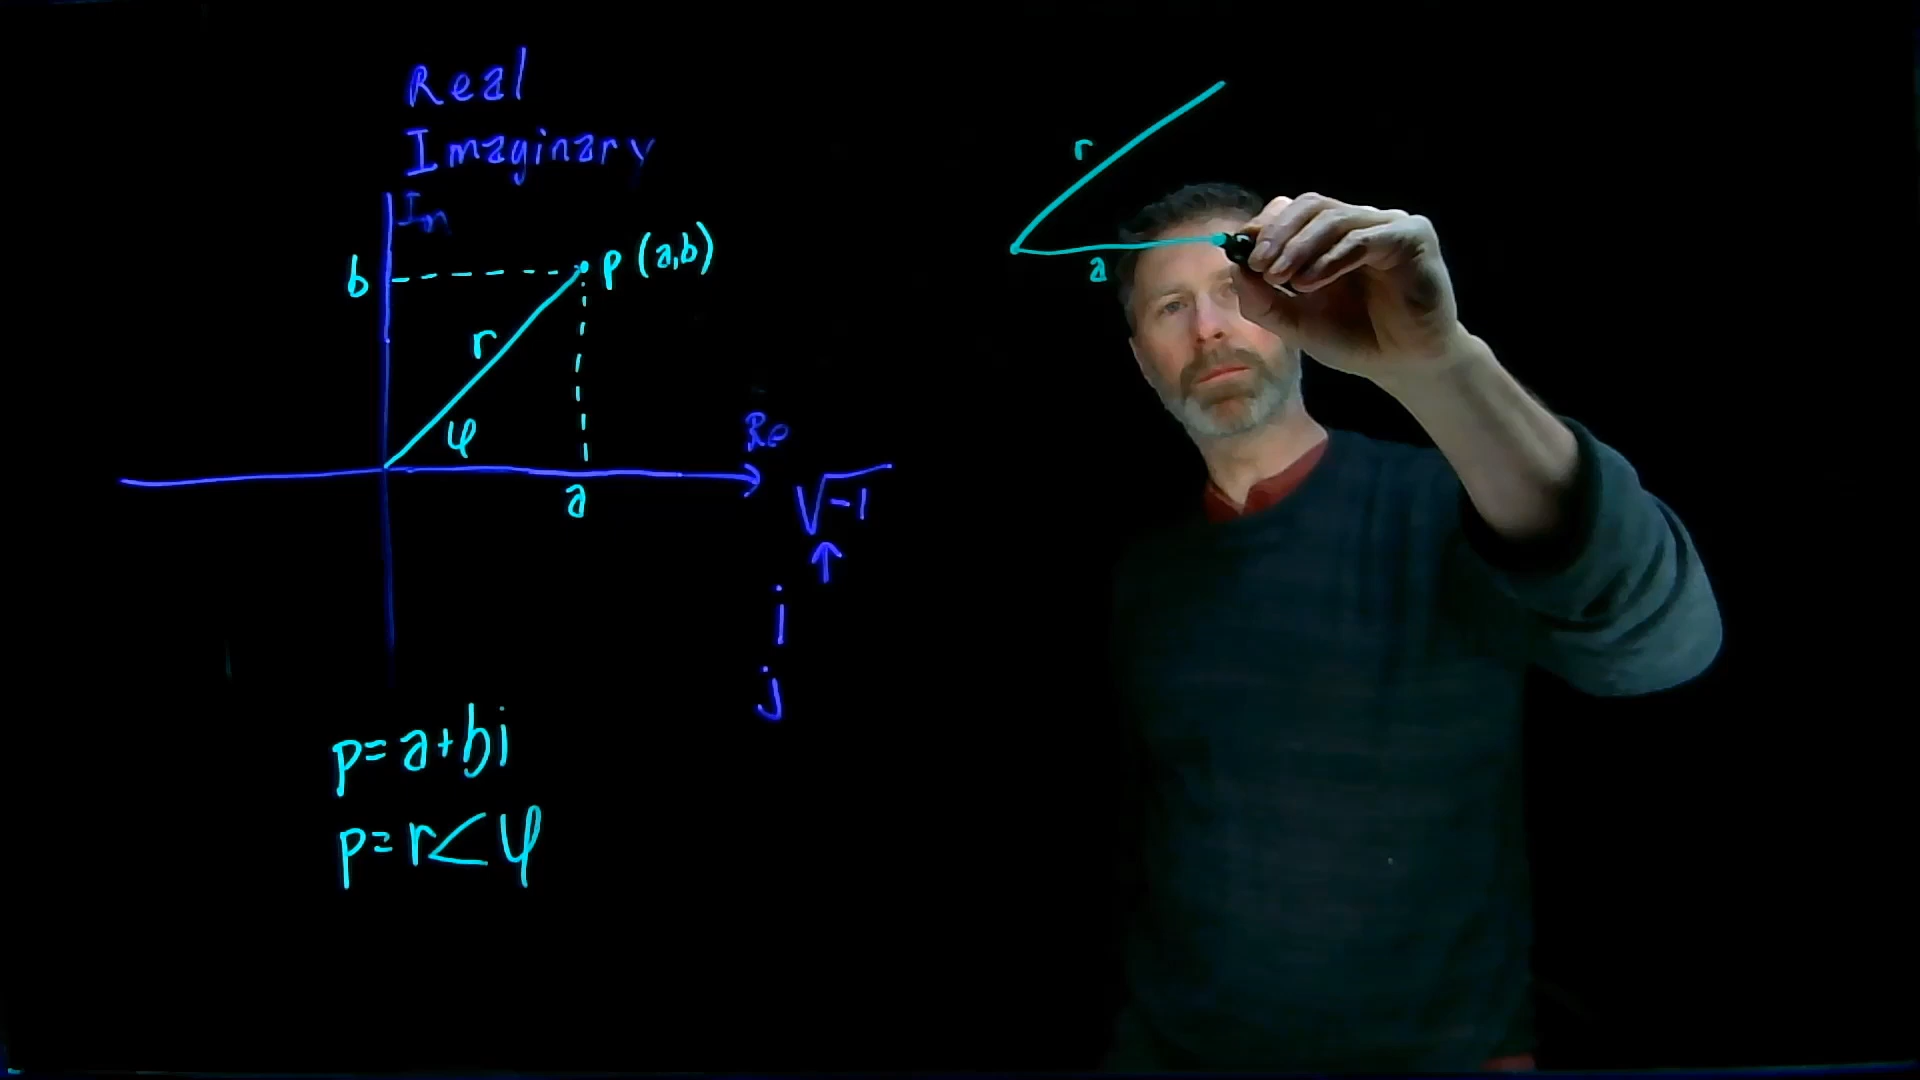 Real
Imaginary
Im
b
p (a,b)
r
φ
Re
a
√-1
↑
i
j
p=a+bi
p=r∠φ
r
a